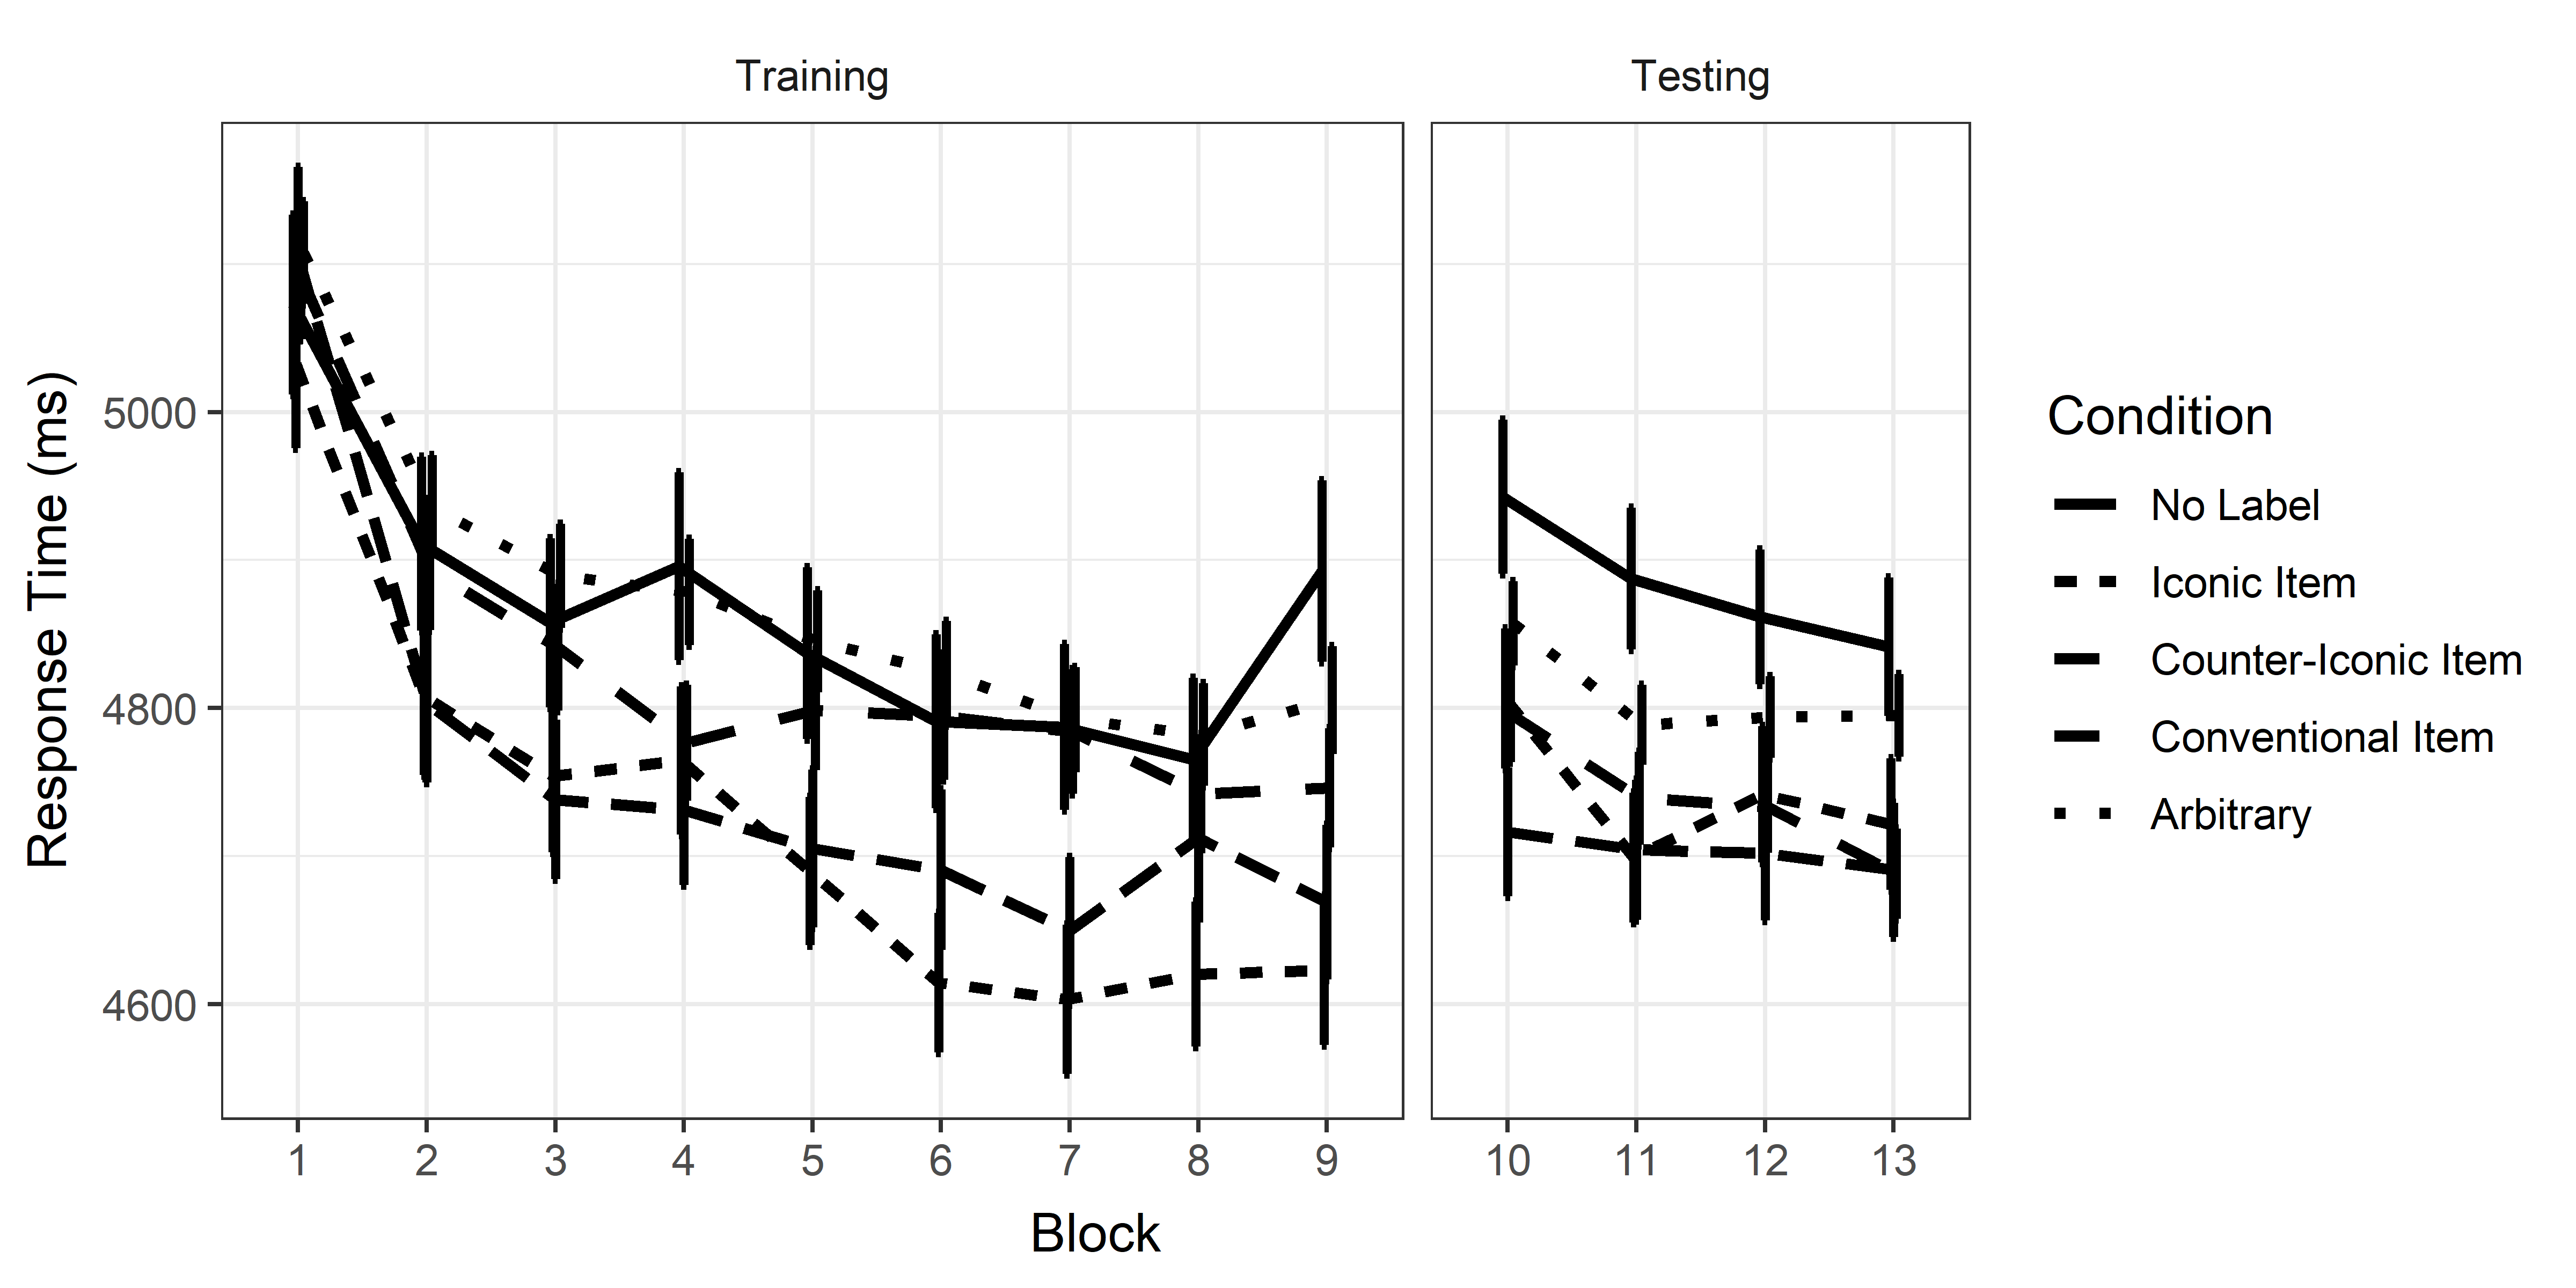 Training
Testing
Response Time (ms)
5000
4800
4600
1 2 3 4 5 6 7 8 9
10 11 12 13
Block
Condition
No Label
Iconic Item
Counter-Iconic Item
Conventional Item
Arbitrary